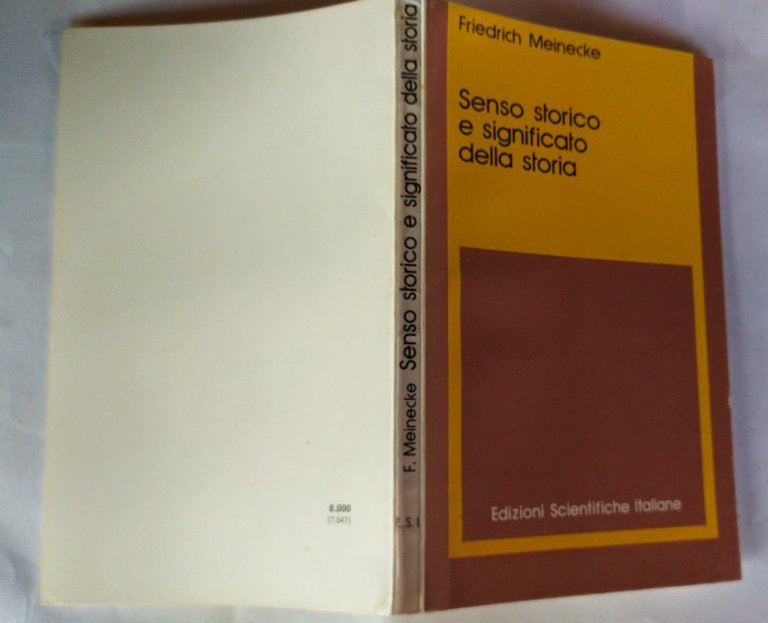 Friedrich Meinecke
Senso storico
e significato
della storia
Edizioni Scientifiche Italiane
F. Meinecke Senso storico e significato della storia
E.S.I.
8.000
(7.547)